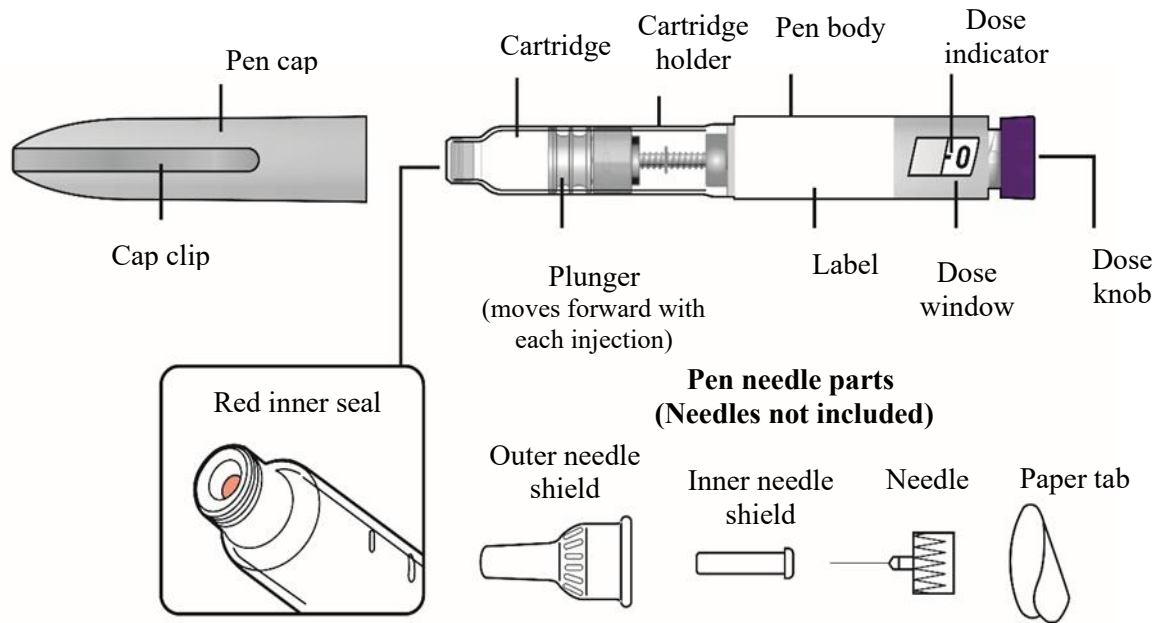 Pen cap
Cap clip
Cartridge
Cartridge
holder
Pen body
Dose
indicator
-0
Plunger
(moves forward with
each injection)
Label
Dose
window
Dose
knob
Red inner seal
Pen needle parts
(Needles not included)
Outer needle
shield
Inner needle
shield
Needle
Paper tab